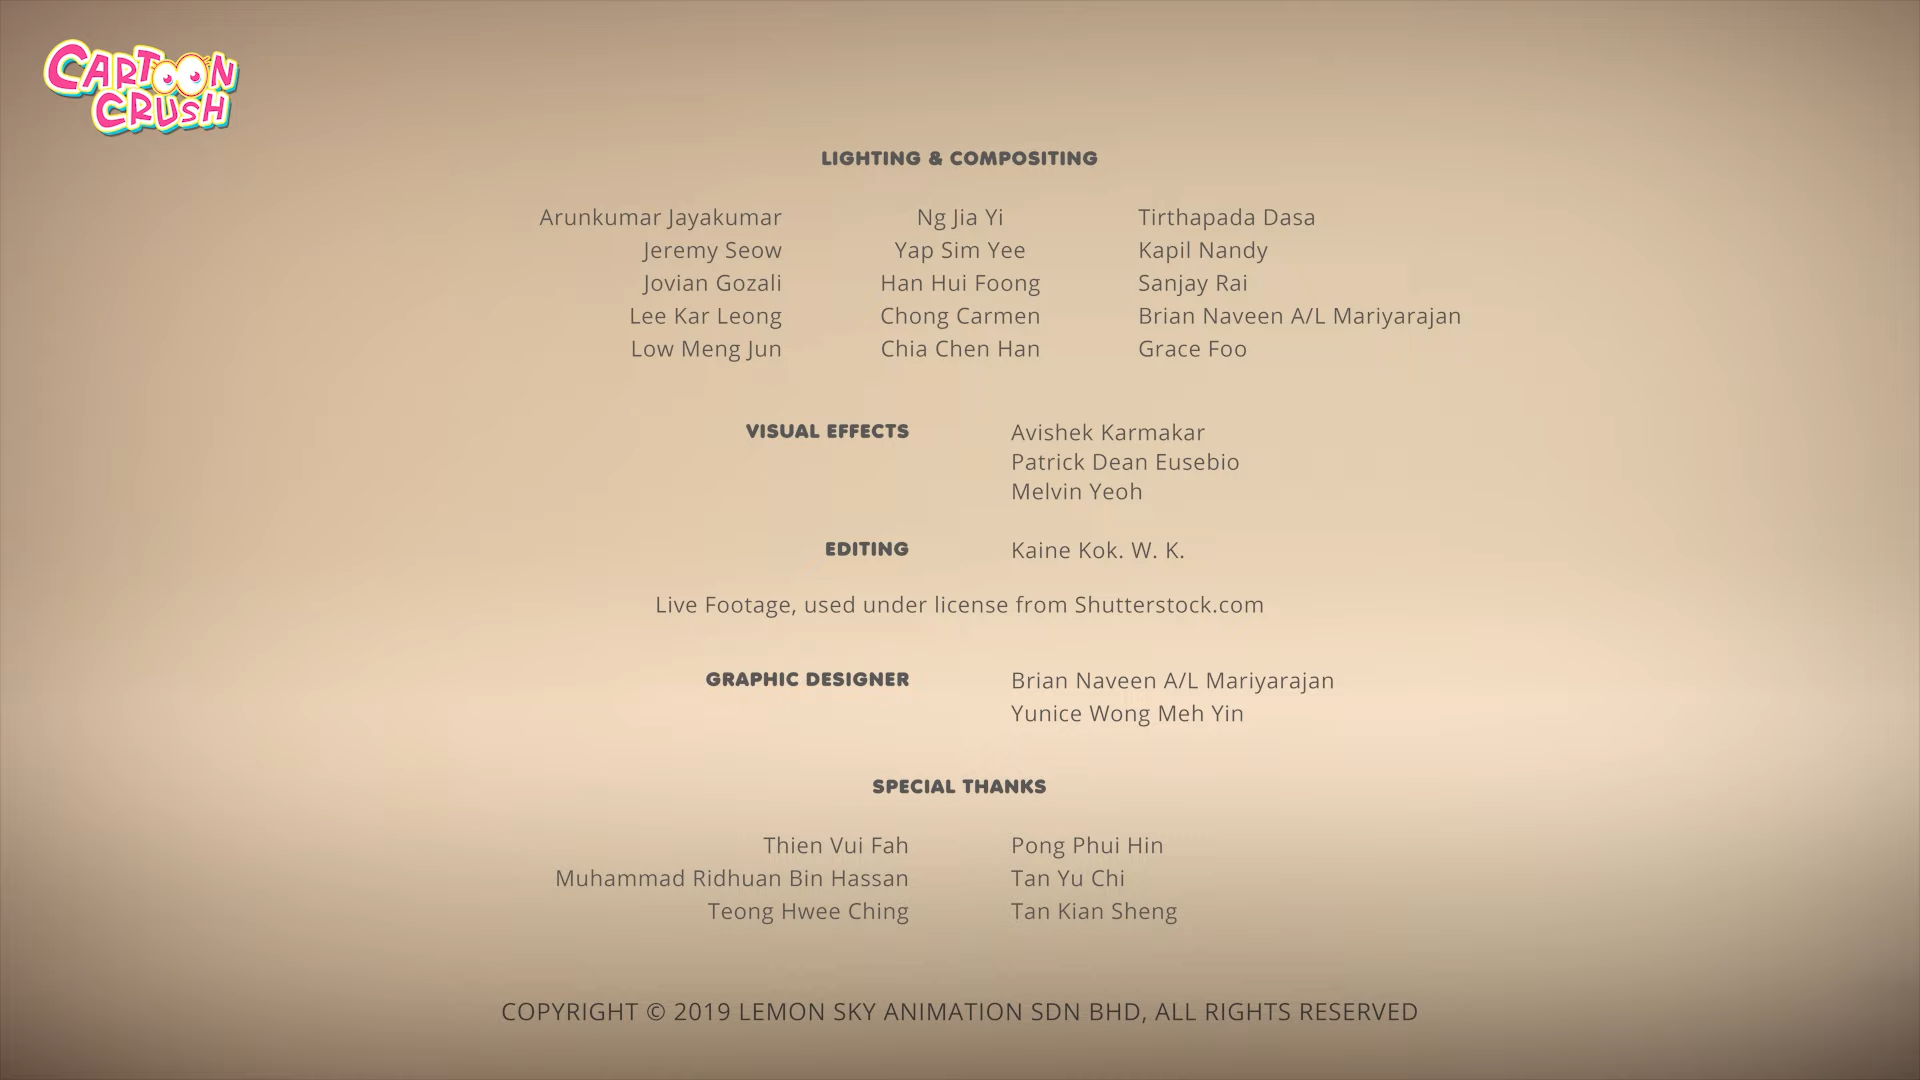 CARTOON
CRUSH
LIGHTING & COMPOSITING
Arunkumar Jayakumar Ng Jia Yi Tirthapada Dasa
Jeremy Seow Yap Sim Yee Kapil Nandy
Jovian Gozali Han Hui Foong Sanjay Rai
Lee Kar Leong Chong Carmen Brian Naveen A/L Mariyarajan
Low Meng Jun Chia Chen Han Grace Foo
VISUAL EFFECTS Avishek Karmakar
Patrick Dean Eusebio
Melvin Yeoh
EDITING Kaine Kok. W. K.
Live Footage, used under license from Shutterstock.com
GRAPHIC DESIGNER Brian Naveen A/L Mariyarajan
Yunice Wong Meh Yin
SPECIAL THANKS
Thien Vui Fah Pong Phui Hin
Muhammad Ridhuan Bin Hassan Tan Yu Chi
Teong Hwee Ching Tan Kian Sheng
COPYRIGHT © 2019 LEMON SKY ANIMATION SDN BHD, ALL RIGHTS RESERVED